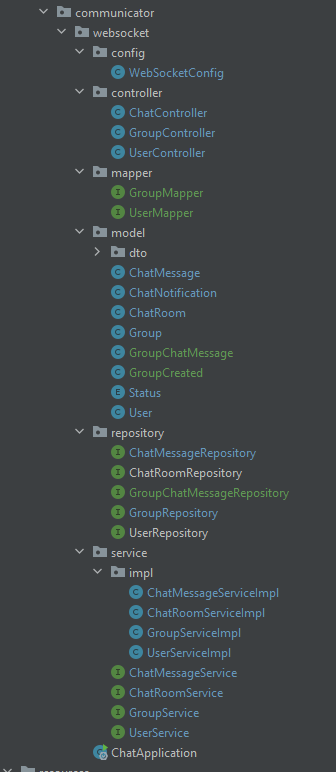 communicator
websocket
config
C WebSocketConfig
controller
C ChatController
C GroupController
C UserController
mapper
I GroupMapper
I UserMapper
model
dto
C ChatMessage
C ChatNotification
C ChatRoom
C Group
C GroupChatMessage
C GroupCreated
E Status
C User
repository
I ChatMessageRepository
I ChatRoomRepository
I GroupChatMessageRepository
I GroupRepository
I UserRepository
service
impl
C ChatMessageServiceImpl
C ChatRoomServiceImpl
C GroupServiceImpl
C UserServiceImpl
I ChatMessageService
I ChatRoomService
I GroupService
I UserService
ChatApplication